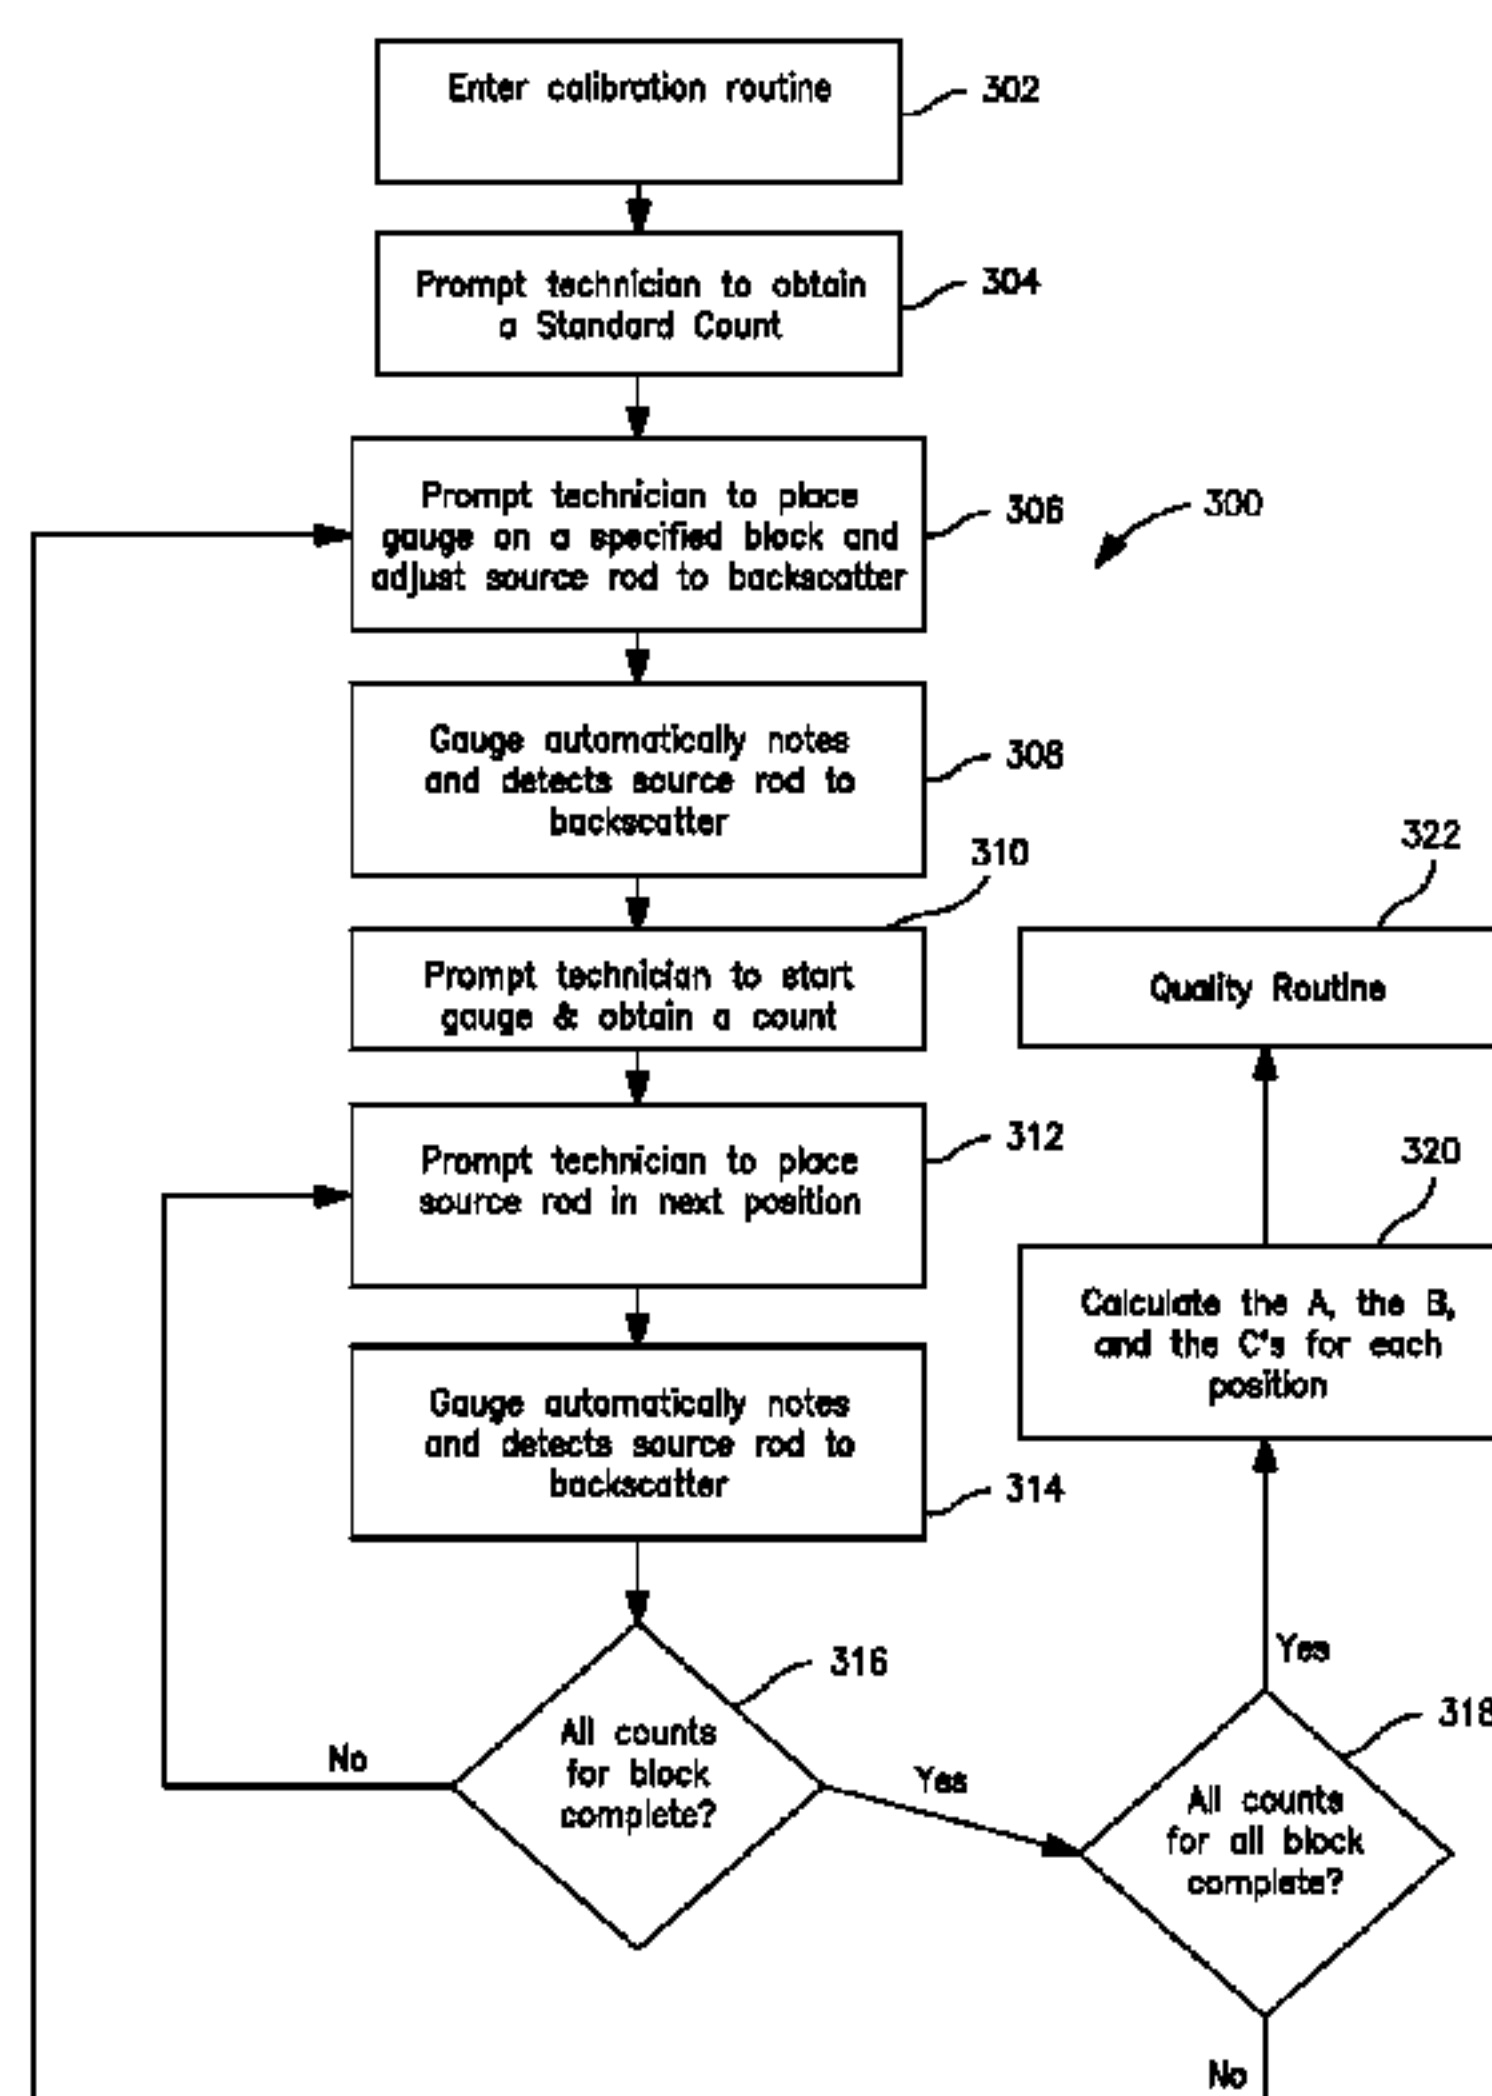 Enter calibration routine
302
Prompt technician to obtain
a Standard Count
304
Prompt technician to place
gauge on a specified block and
adjust source rod to backscatter
306
300
Gauge automatically notes
and detects source rod to
backscatter
308
310
Prompt technician to start
gauge & obtain a count
322
Quality Routine
Prompt technician to place
source rod in next position
312
320
Calculate the A, the B,
and the C's for each
position
Gauge automatically notes
and detects source rod to
backscatter
314
316
All counts
for block
complete?
No
Yes
Yes
318
All counts
for all block
complete?
No